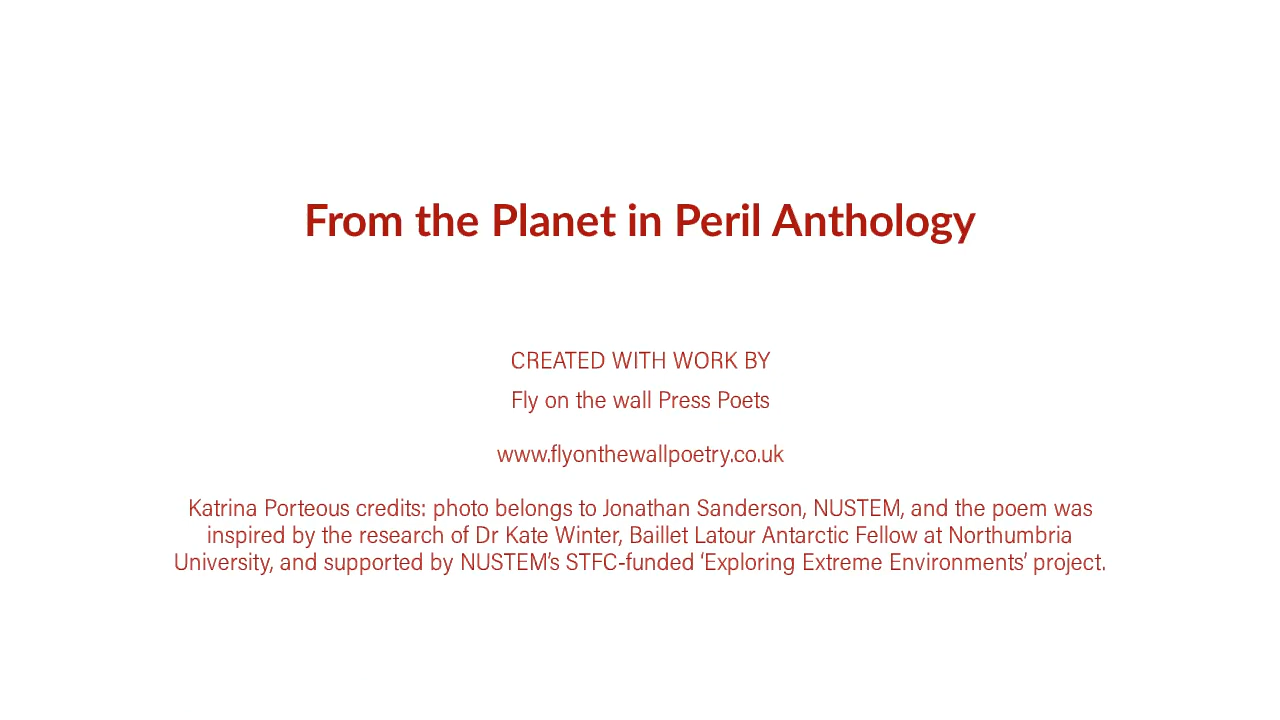 From the Planet in Peril Anthology
CREATED WITH WORK BY
Fly on the wall Press Poets
www.flyonthewallpoetry.co.uk
Katrina Porteous credits: photo belongs to Jonathan Sanderson, NUSTEM, and the poem was
inspired by the research of Dr Kate Winter, Baillet Latour Antarctic Fellow at Northumbria
University, and supported by NUSTEM’s STFC-funded ‘Exploring Extreme Environments’ project.